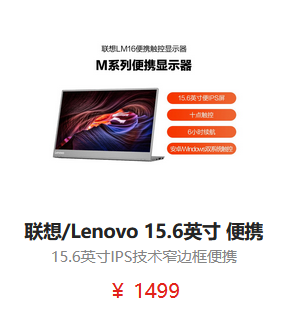 联想LM16便携触控显示器
M系列便携显示器
15.6英寸硬IPS屏
十点触控
6小时续航
安卓Windows双系统触控
联想/Lenovo 15.6英寸 便携
15.6英寸IPS技术窄边框便携
¥ 1499